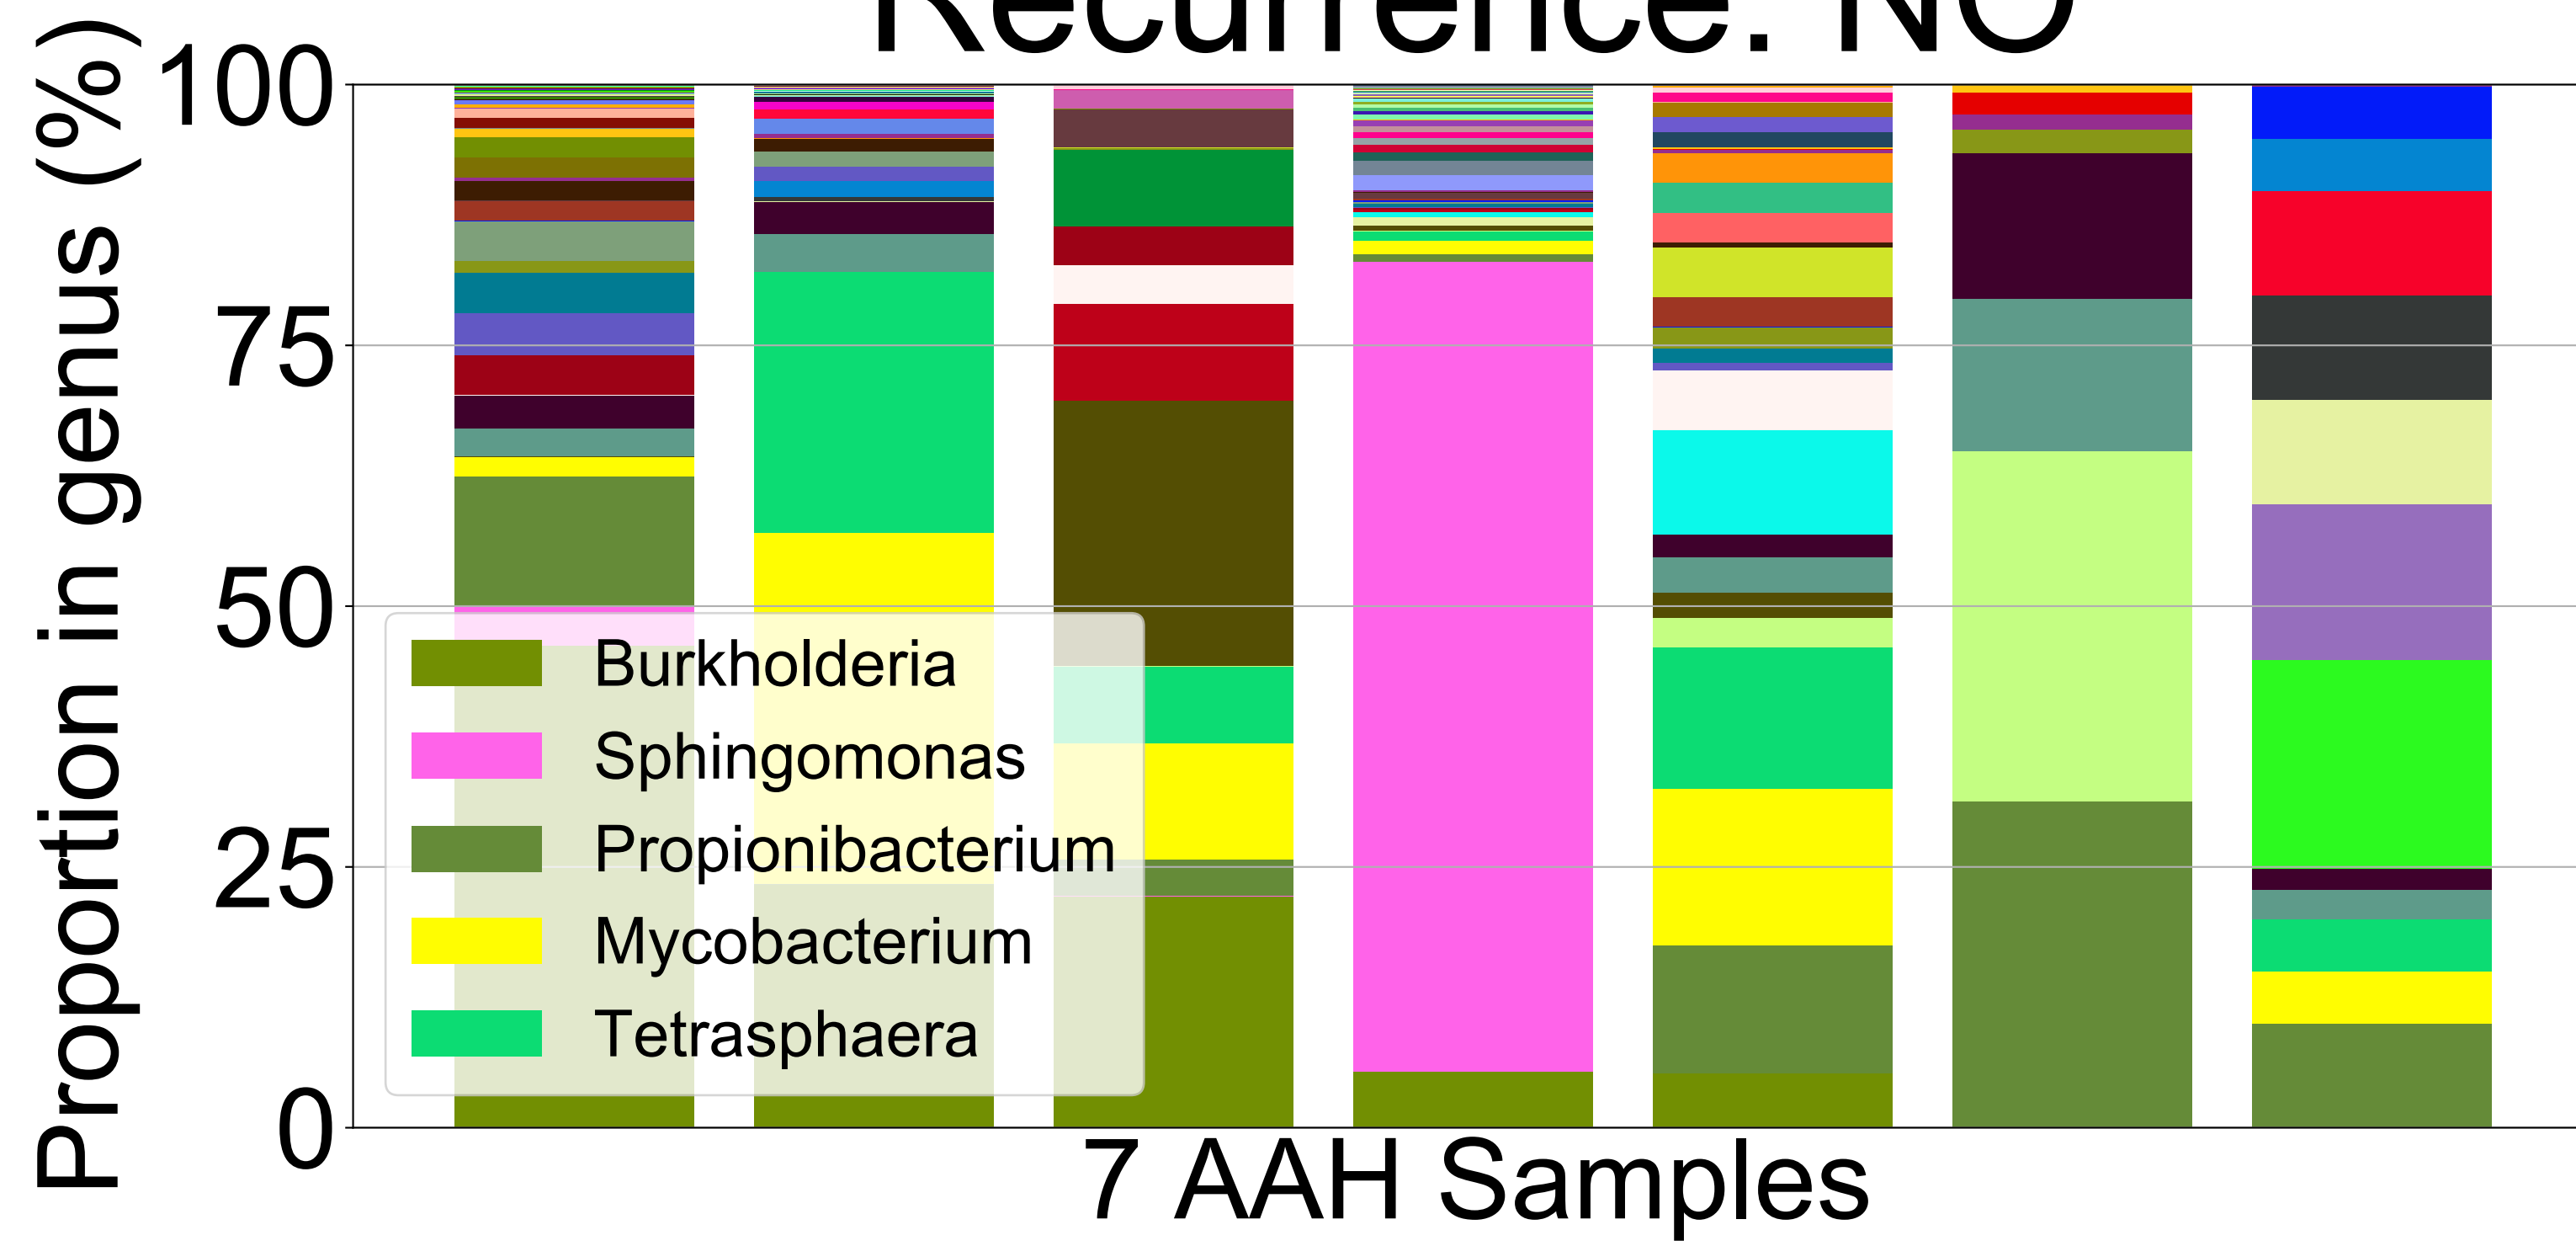 Recurrence: NO
Proportion in genus (%)
100
75
50
25
0
Burkholderia
Sphingomonas
Propionibacterium
Mycobacterium
Tetrasphaera
7 AAH Samples